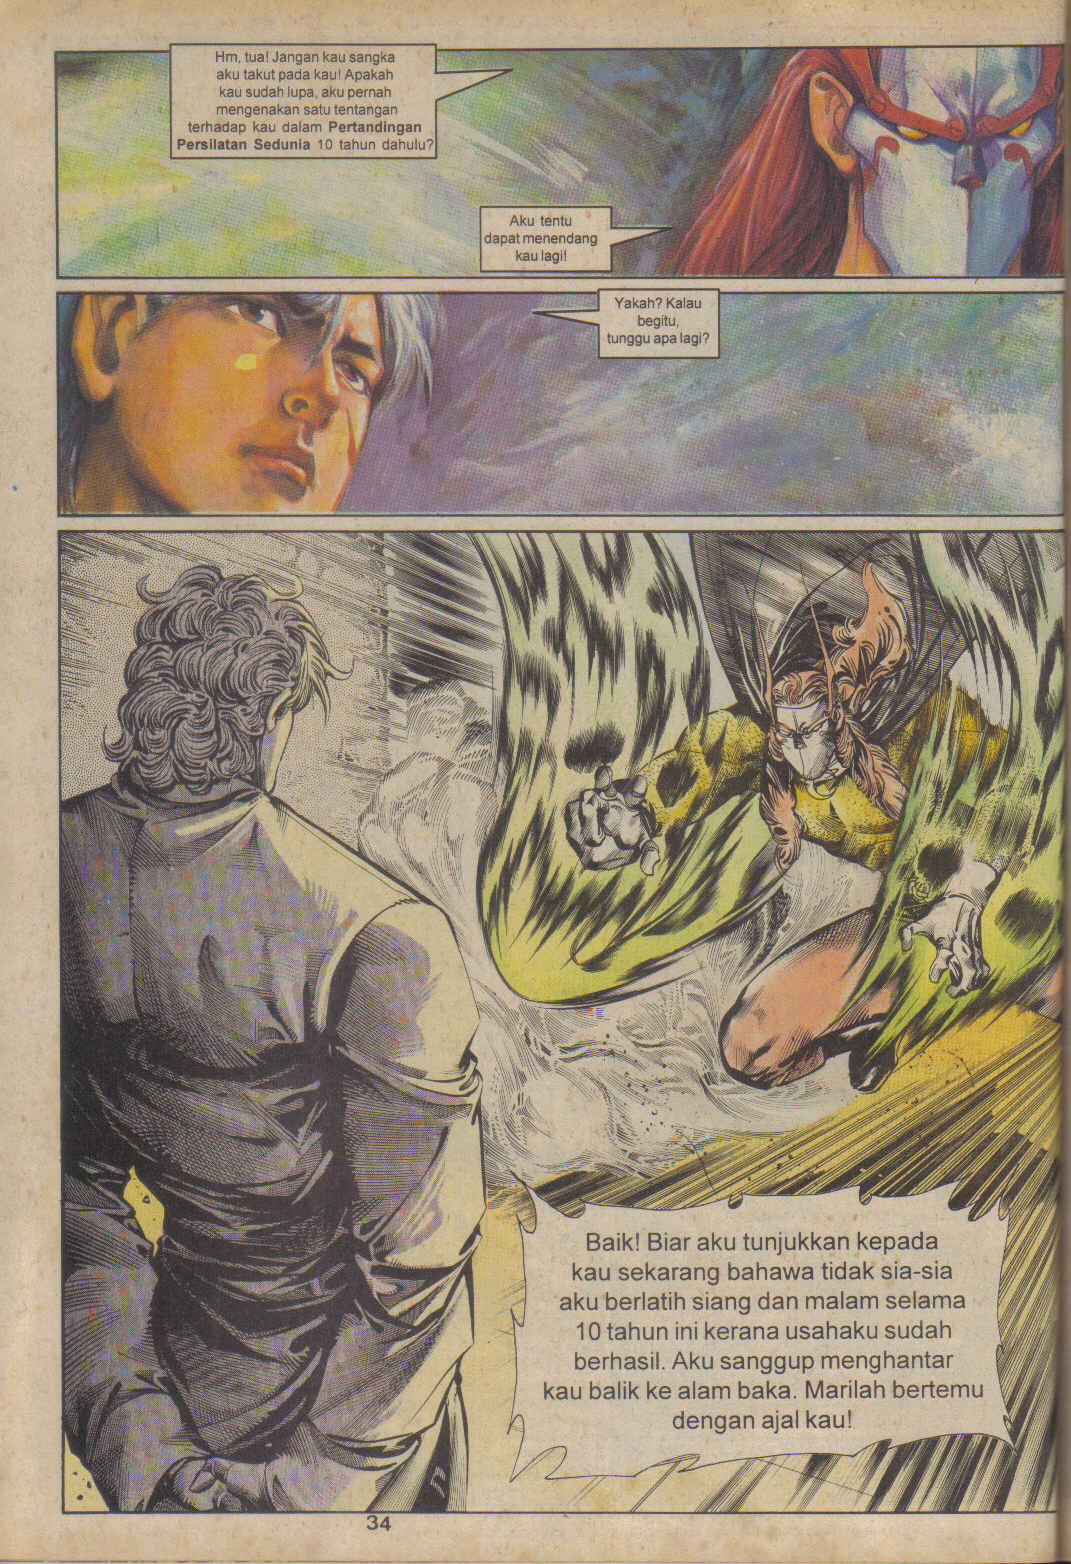 Hm, tua! Jangan kau sangka
aku takut pada kau! Apakah
kau sudah lupa, aku pernah
mengenakan satu tentangan
terhadap kau dalam Pertandingan
Persilatan Sedunia 10 tahun dahulu?
Aku tentu
dapat menendang
kau lagi!
Yakah? Kalau
begitu,
tunggu apa lagi?
Baik! Biar aku tunjukkan kepada
kau sekarang bahawa tidak sia-sia
aku berlatih siang dan malam selama
10 tahun ini kerana usahaku sudah
berhasil. Aku sanggup menghantar
kau balik ke alam baka. Marilah bertemu
dengan ajal kau!
34